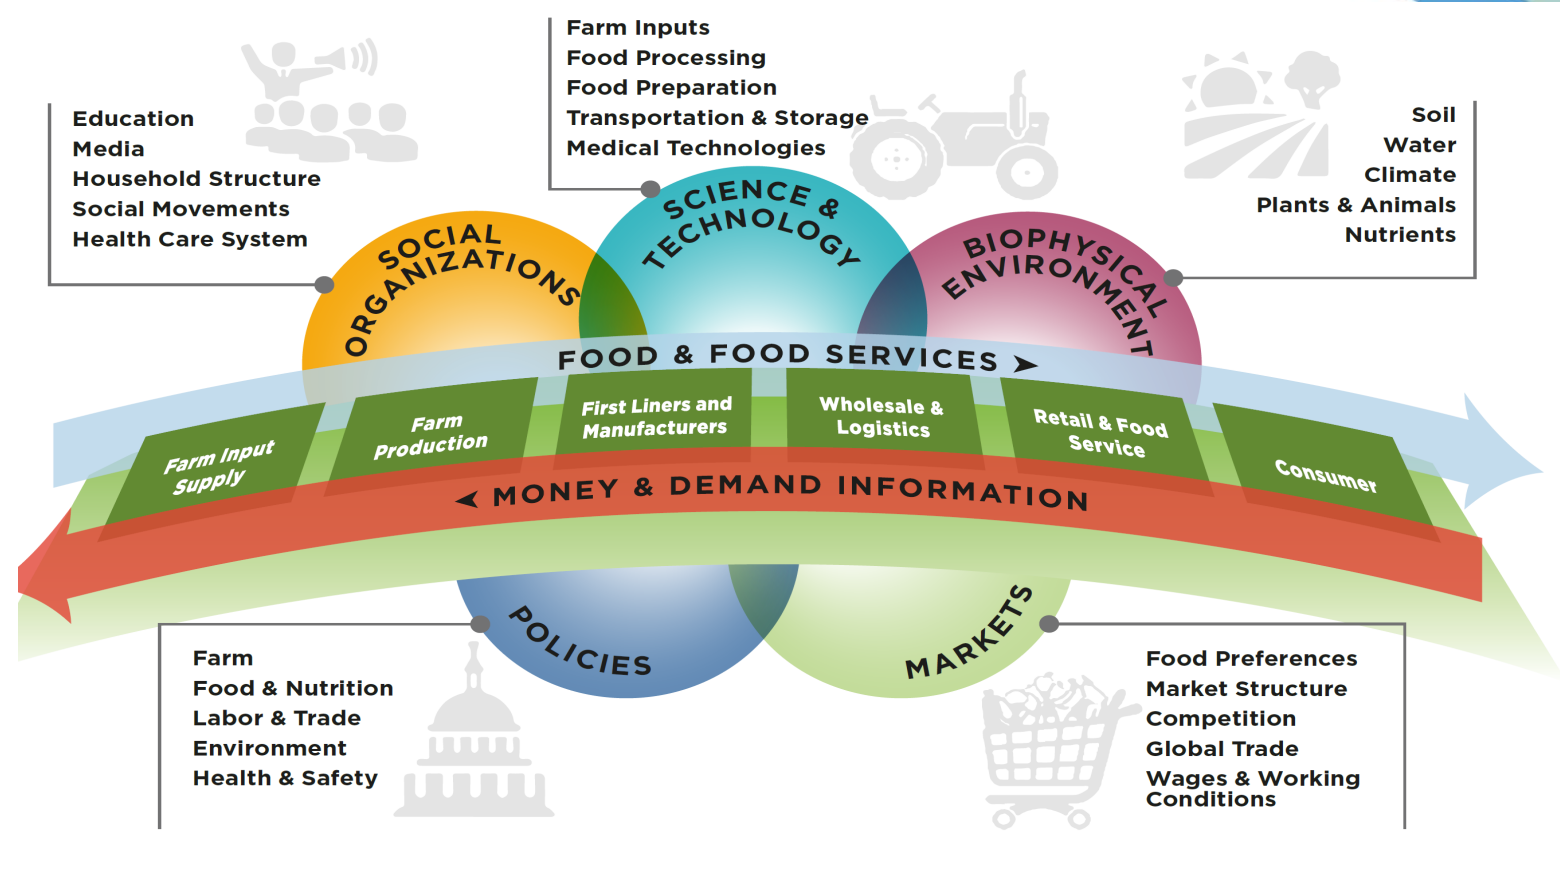 Farm Inputs
Food Processing
Food Preparation
Transportation & Storage
Medical Technologies
Education
Media
Household Structure
Social Movements
Health Care System
Soil
Water
Climate
Plants & Animals
Nutrients
SOCIAL
ORGANIZATIONS
SCIENCE &
TECHNOLOGY
BIOPHYSICAL
ENVIRONMENT
FOOD & FOOD SERVICES
Farm Input
Supply
Farm
Production
First Liners and
Manufacturers
Wholesale &
Logistics
Retail & Food
Service
Consumer
MONEY & DEMAND INFORMATION
POLICIES
MARKETS
Farm
Food & Nutrition
Labor & Trade
Environment
Health & Safety
Food Preferences
Market Structure
Competition
Global Trade
Wages & Working
Conditions